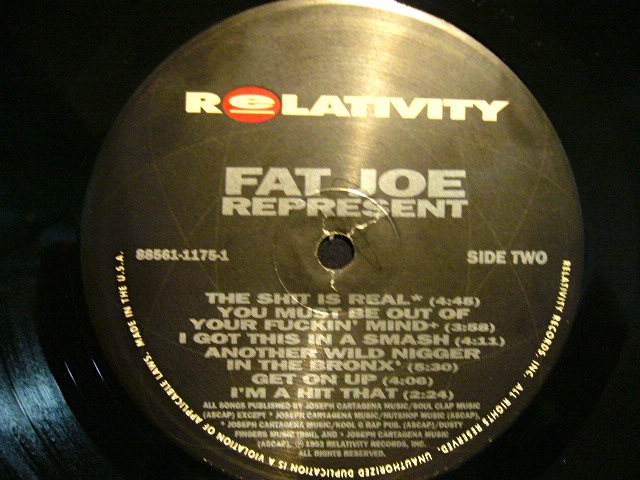 RELATIVITY
FAT JOE
REPRESENT
88561-1175-1
SIDE TWO
THE SHIT IS REAL* (4:45)
YOU MUST BE OUT OF
YOUR FUCKIN' MIND+ (3:58)
I GOT THIS IN A SMASH (4:11)
ANOTHER WILD NIGGER
IN THE BRONX* (5:30)
GET ON UP (4:06)
I'M A HIT THAT (2:24)
ALL SONGS PUBLISHED BY JOSEPH CARTAGENA MUSIC/SOUL CLAP MUSIC
(ASCAP) EXCEPT * JOSEPH CARTAGENA MUSIC/NUTSHOP MUSIC (ASCAP),
+ JOSEPH CARTAGENA MUSIC/KOOL G RAP PUB. (ASCAP)/DUSTY
FINGERS MUSIC (BMI), AND * JOSEPH CARTAGENA MUSIC
(ASCAP). ℗ 1993 RELATIVITY RECORDS, INC.
ALL RIGHTS RESERVED.
RELATIVITY RECORDS, INC. ALL RIGHTS RESERVED. UNAUTHORIZED DUPLICATION IS A VIOLATION OF APPLICABLE LAWS. MADE IN THE U.S.A.